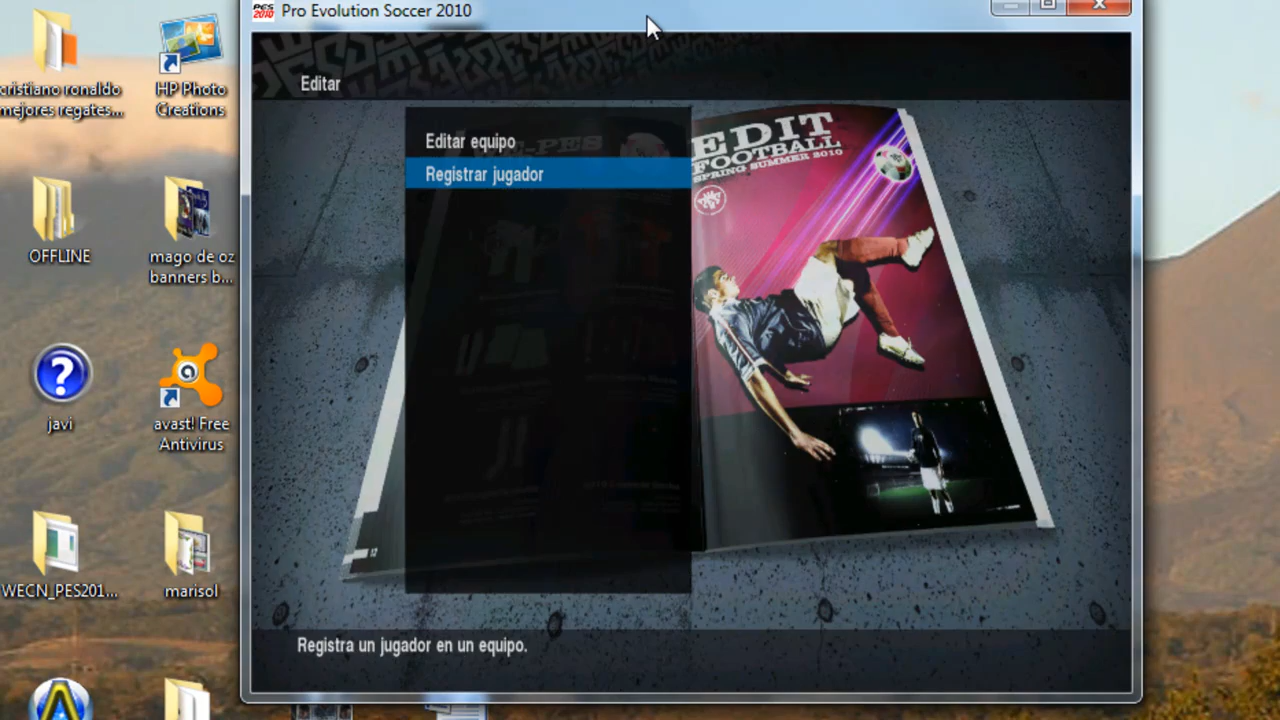 Pro Evolution Soccer 2010
PES
2010
Editar
Editar equipo
Registrar jugador
EDIT
FOOTBALL
SPRING SUMMER 2010
Registra un jugador en un equipo.
cristiano ronaldo
mejores regates...
HP Photo
Creations
OFFLINE
mago de oz
banners b...
javi
avast! Free
Antivirus
WECN_PES201...
marisol